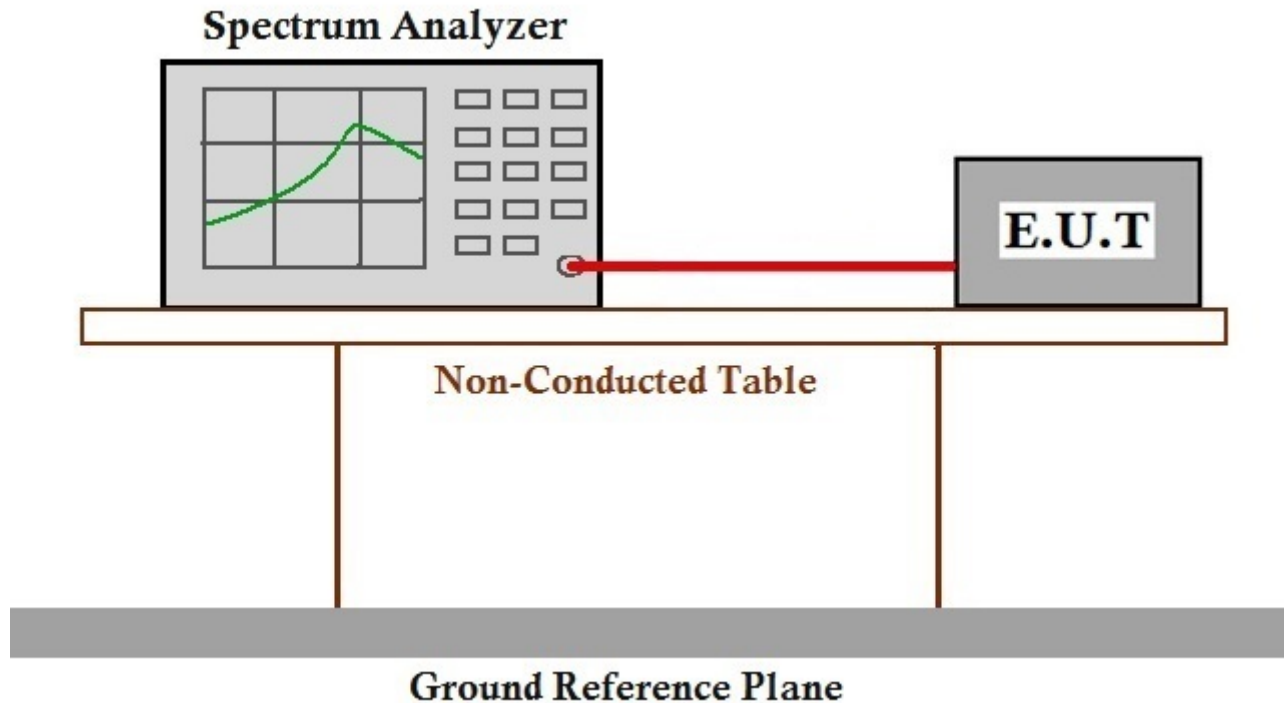 Spectrum Analyzer
E.U.T
Non-Conducted Table
Ground Reference Plane